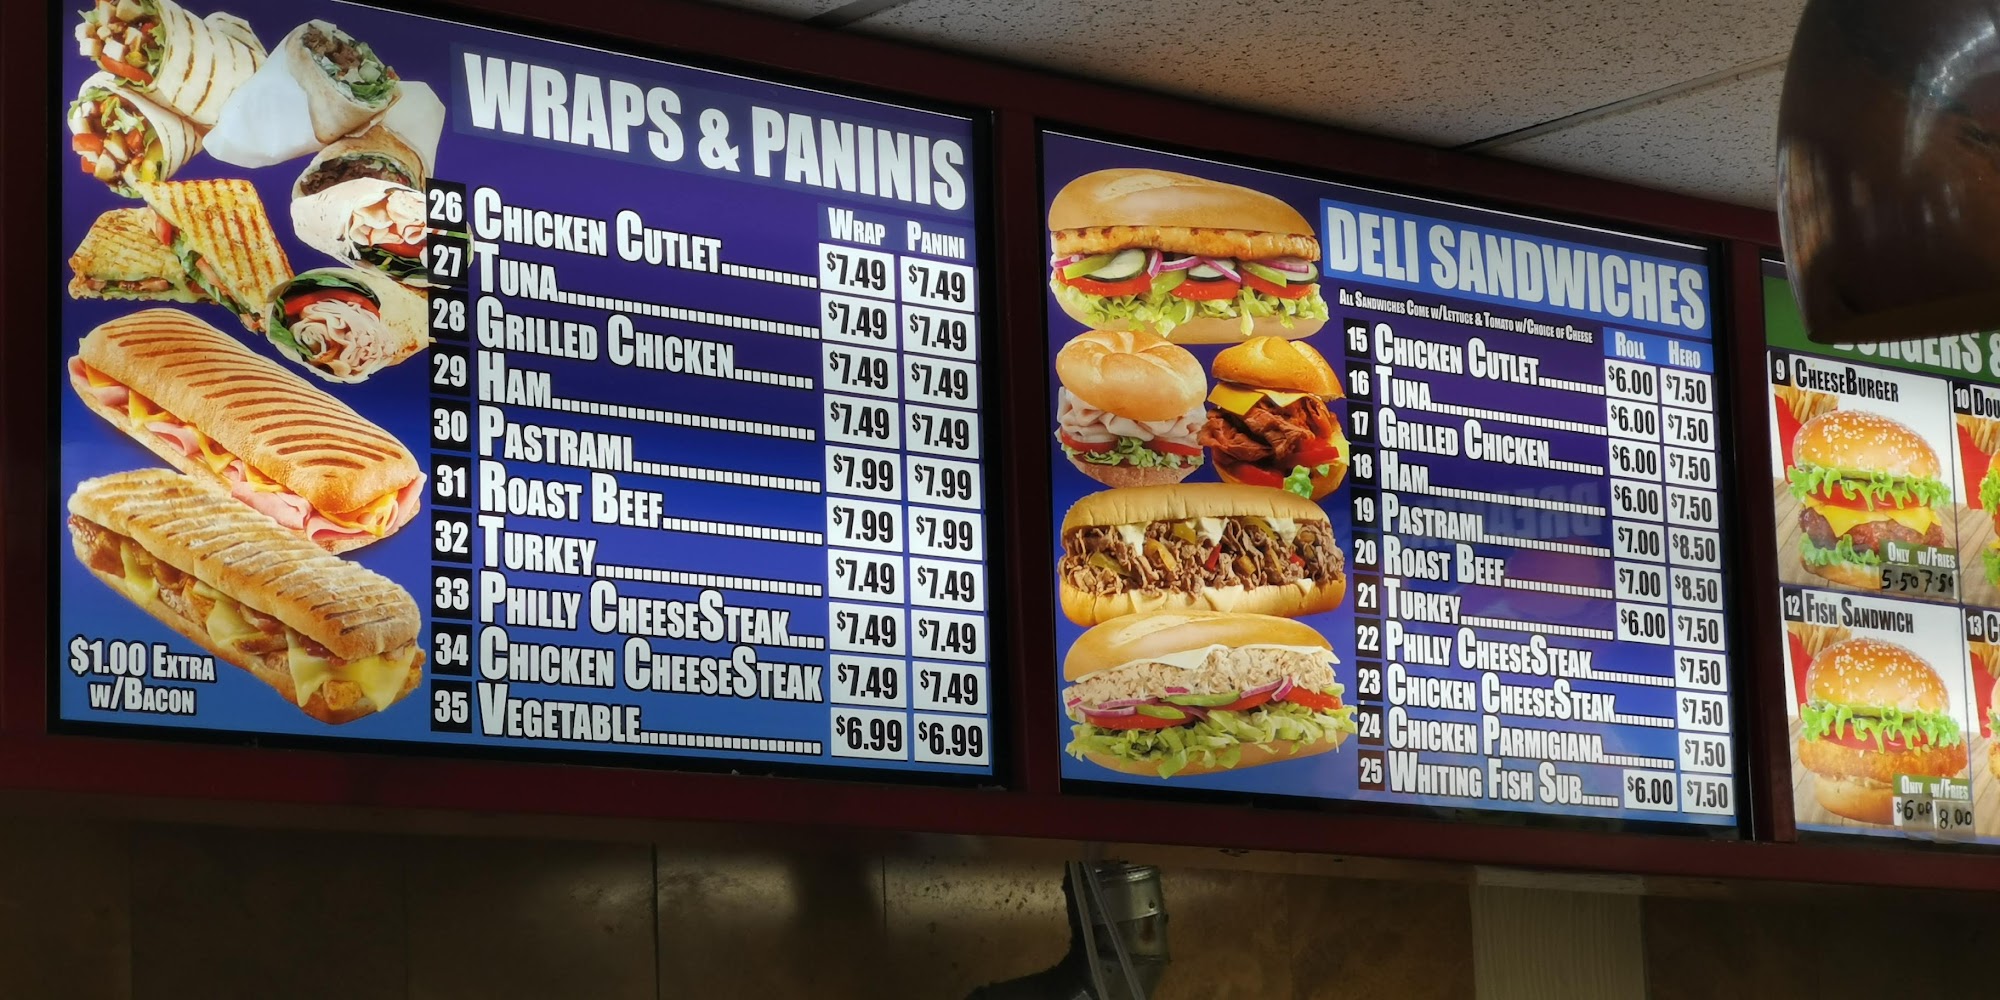 WRAPS & PANINIS
WRAP PANINI
26 CHICKEN CUTLET........... $7.49 $7.49
27 TUNA.............................. $7.49 $7.49
28 GRILLED CHICKEN......... $7.49 $7.49
29 HAM.............................. $7.49 $7.49
30 PASTRAMI..................... $7.99 $7.99
31 ROAST BEEF.................. $7.99 $7.99
32 TURKEY.......................... $7.49 $7.49
33 PHILLY CHEESESTEAK.... $7.49 $7.49
34 CHICKEN CHEESESTEAK $7.49 $7.49
35 VEGETABLE..................... $6.99 $6.99
$1.00 EXTRA
W/BACON
DELI SANDWICHES
ALL SANDWICHES COME W/LETTUCE & TOMATO W/CHOICE OF CHEESE
ROLL HERO
15 CHICKEN CUTLET......... $6.00 $7.50
16 TUNA........................ $6.00 $7.50
17 GRILLED CHICKEN........ $6.00 $7.50
18 HAM........................ $6.00 $7.50
19 PASTRAMI.................. $7.00 $8.50
20 ROAST BEEF............... $7.00 $8.50
21 TURKEY..................... $6.00 $7.50
22 PHILLY CHEESESTEAK........... $7.50
23 CHICKEN CHEESESTEAK......... $7.50
24 CHICKEN PARMIGIANA.......... $7.50
25 WHITING FISH SUB...... $6.00 $7.50
9 CHEESEBURGER
ONLY W/FRIES
5.50 7.50
10
12 FISH SANDWICH
ONLY W/FRIES
$6.00 8.00
13